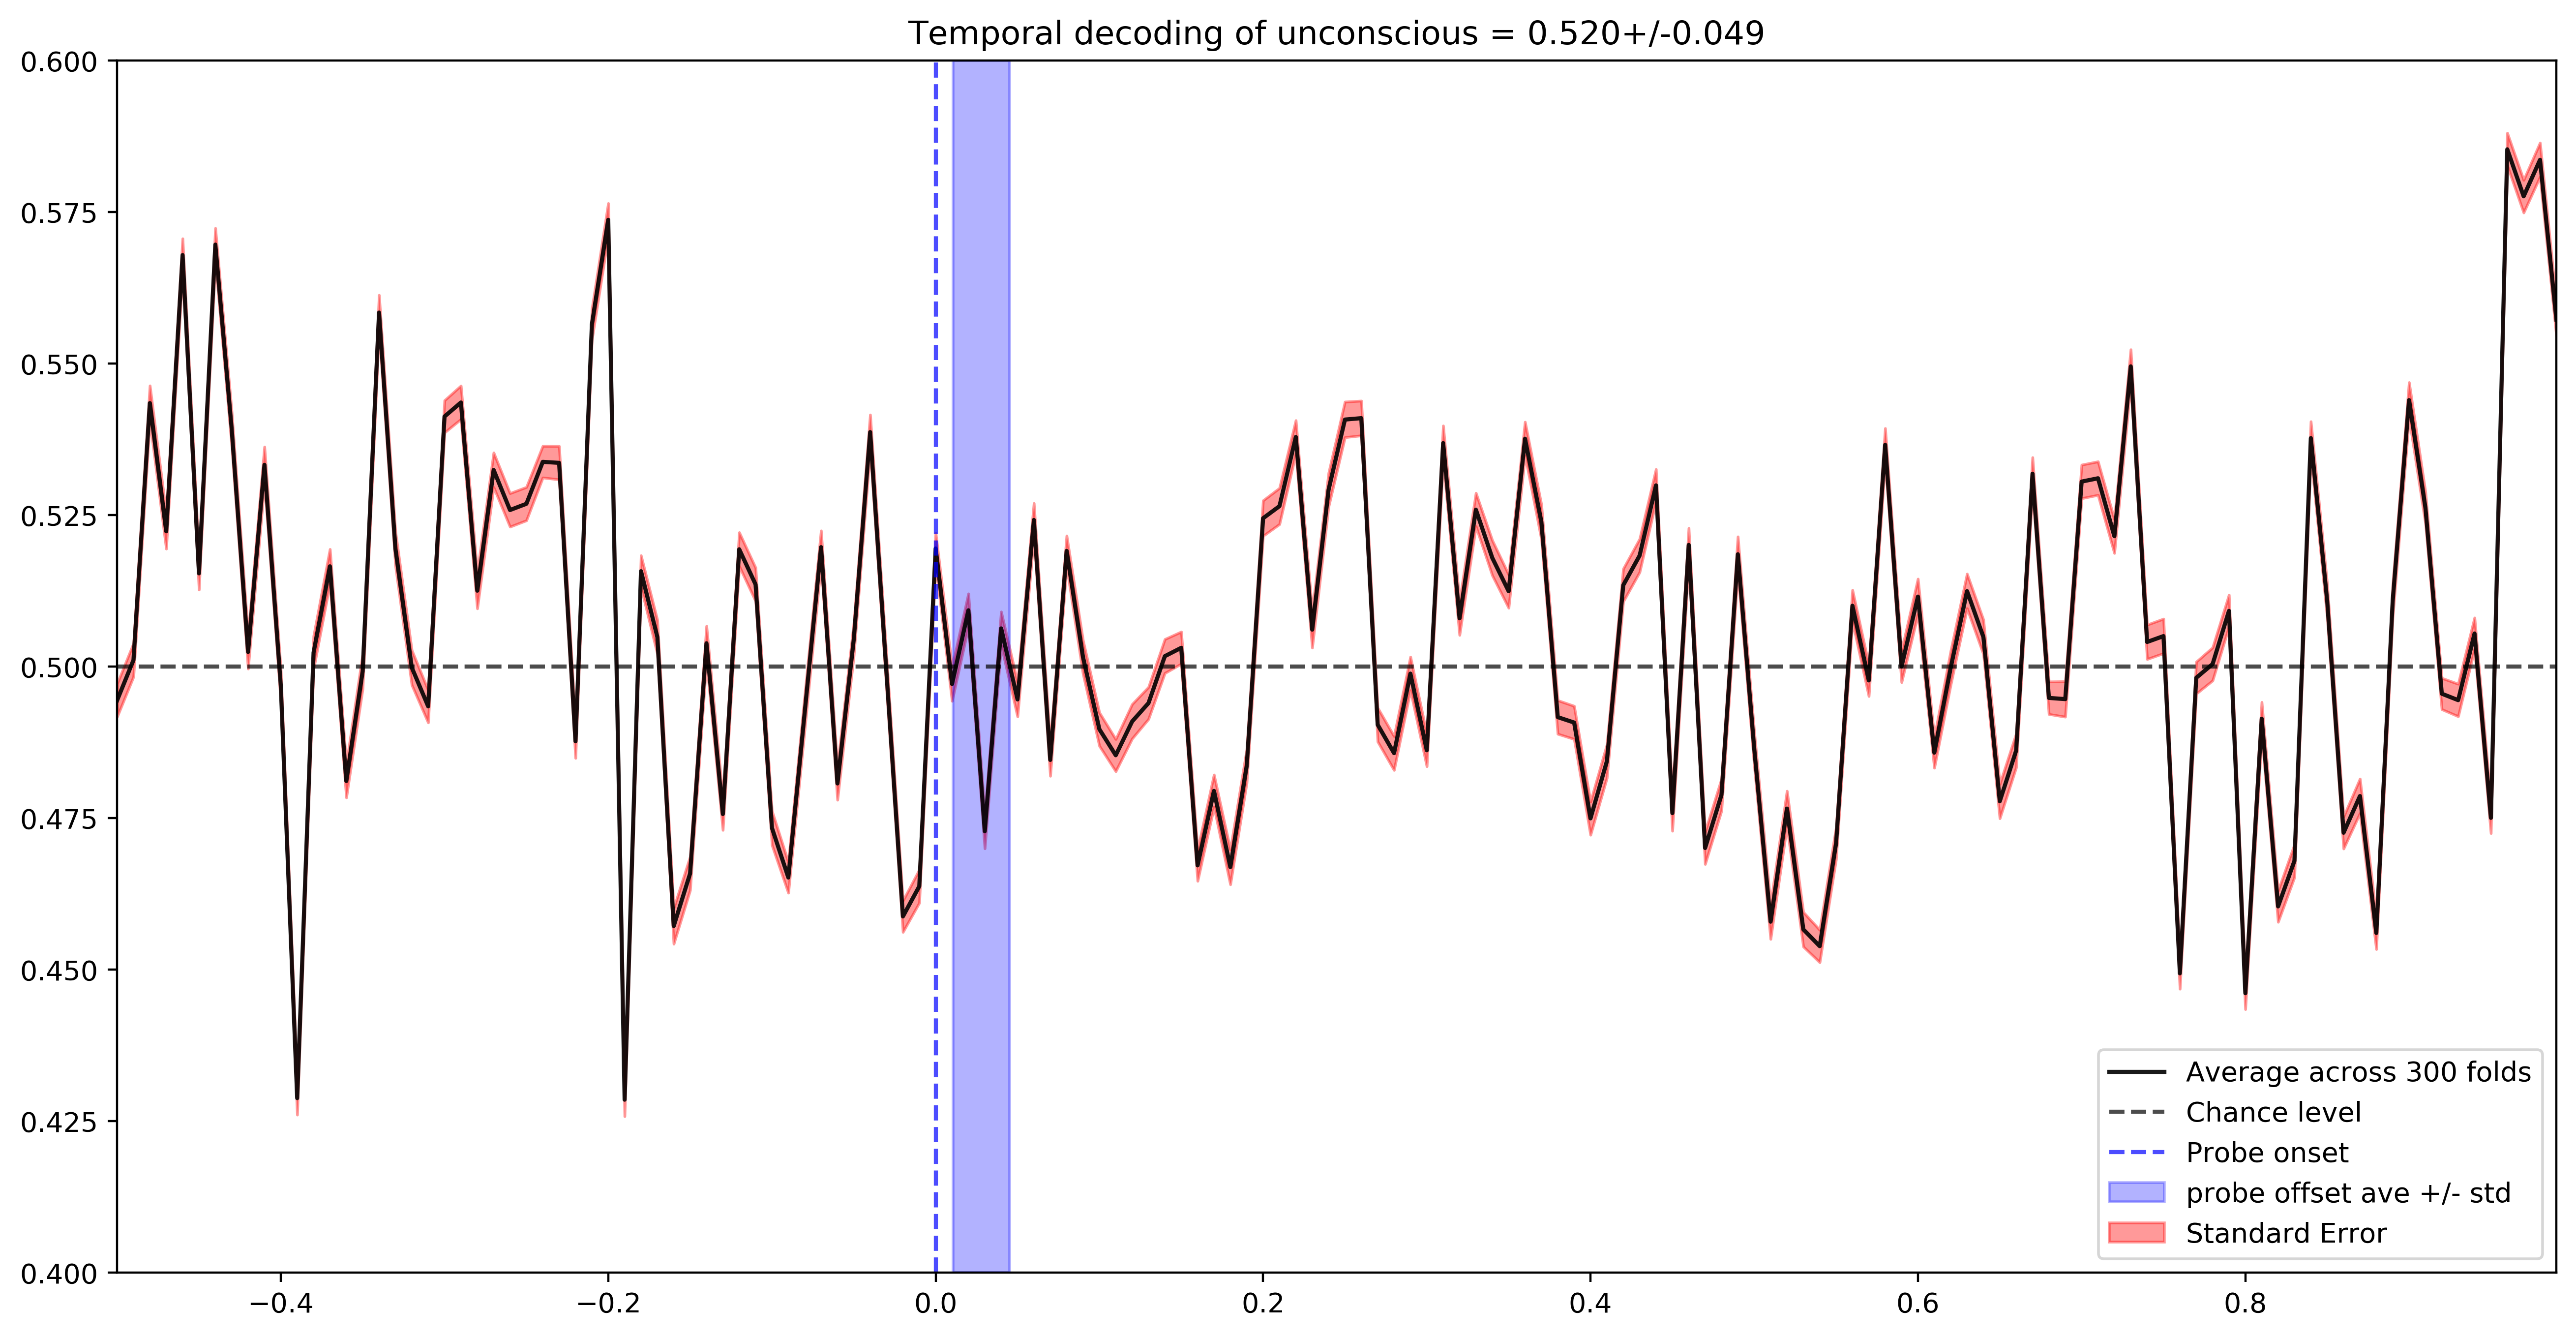 Temporal decoding of unconscious = 0.520+/-0.049
0.600
0.575
0.550
0.525
0.500
0.475
0.450
0.425
0.400
−0.4
−0.2
0.0
0.2
0.4
0.6
0.8
Average across 300 folds
Chance level
Probe onset
probe offset ave +/- std
Standard Error